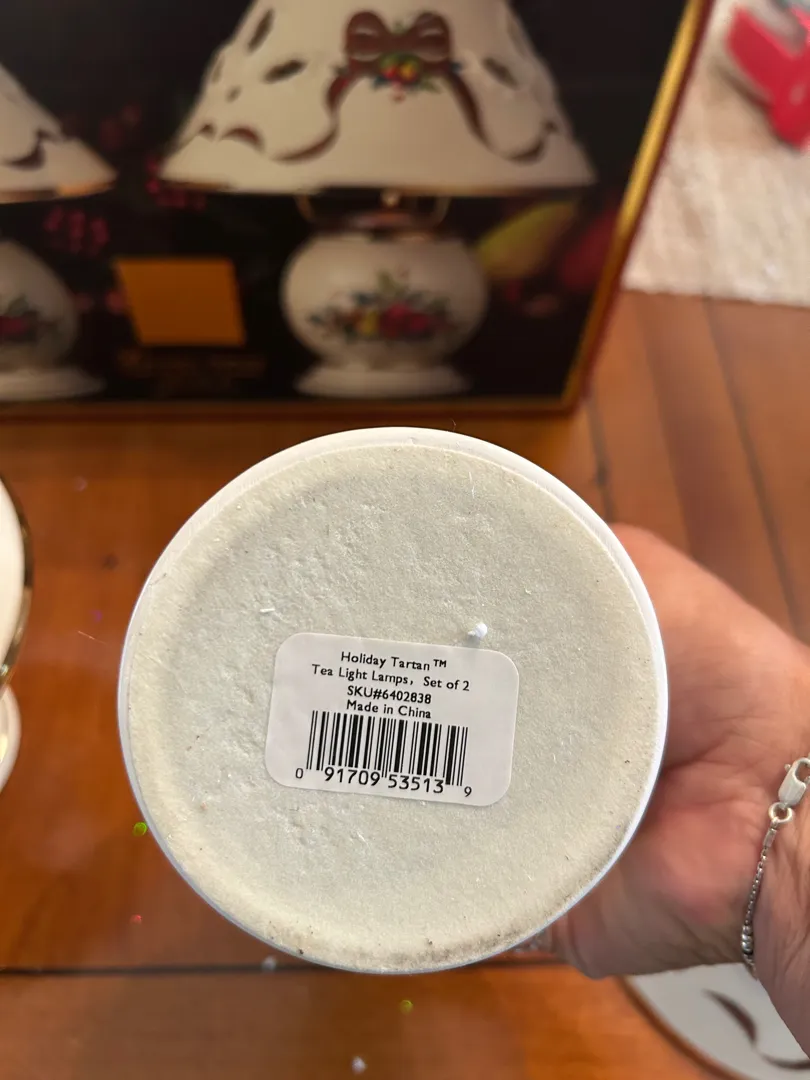 Holiday Tartan™
Tea Light Lamps, Set of 2
SKU#6402838
Made in China
0 91709 53513 9